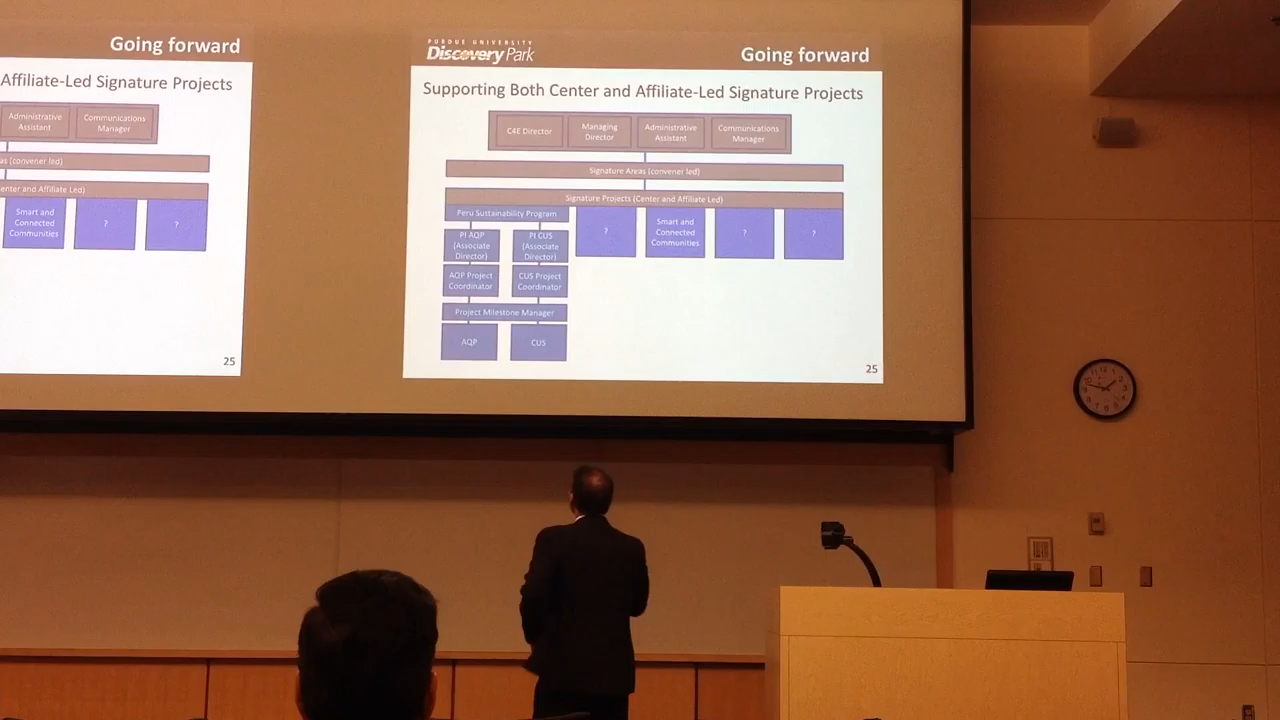 Going forward
Affiliate-Led Signature Projects
Administrative
Assistant
Communications
Manager
as (convener led)
enter and Affiliate Led)
Smart and
Connected
Communities
?
?
25
PURDUE UNIVERSITY
Discovery Park
Going forward
Supporting Both Center and Affiliate-Led Signature Projects
C4E Director
Managing
Director
Administrative
Assistant
Communications
Manager
Signature Areas (convener led)
Signature Projects (Center and Affiliate Led)
Peru Sustainability Program
PI AQP
(Associate
Director)
PI CUS
(Associate
Director)
?
Smart and
Connected
Communities
?
?
AQP Project
Coordinator
CUS Project
Coordinator
Project Milestone Manager
AQP
CUS
25